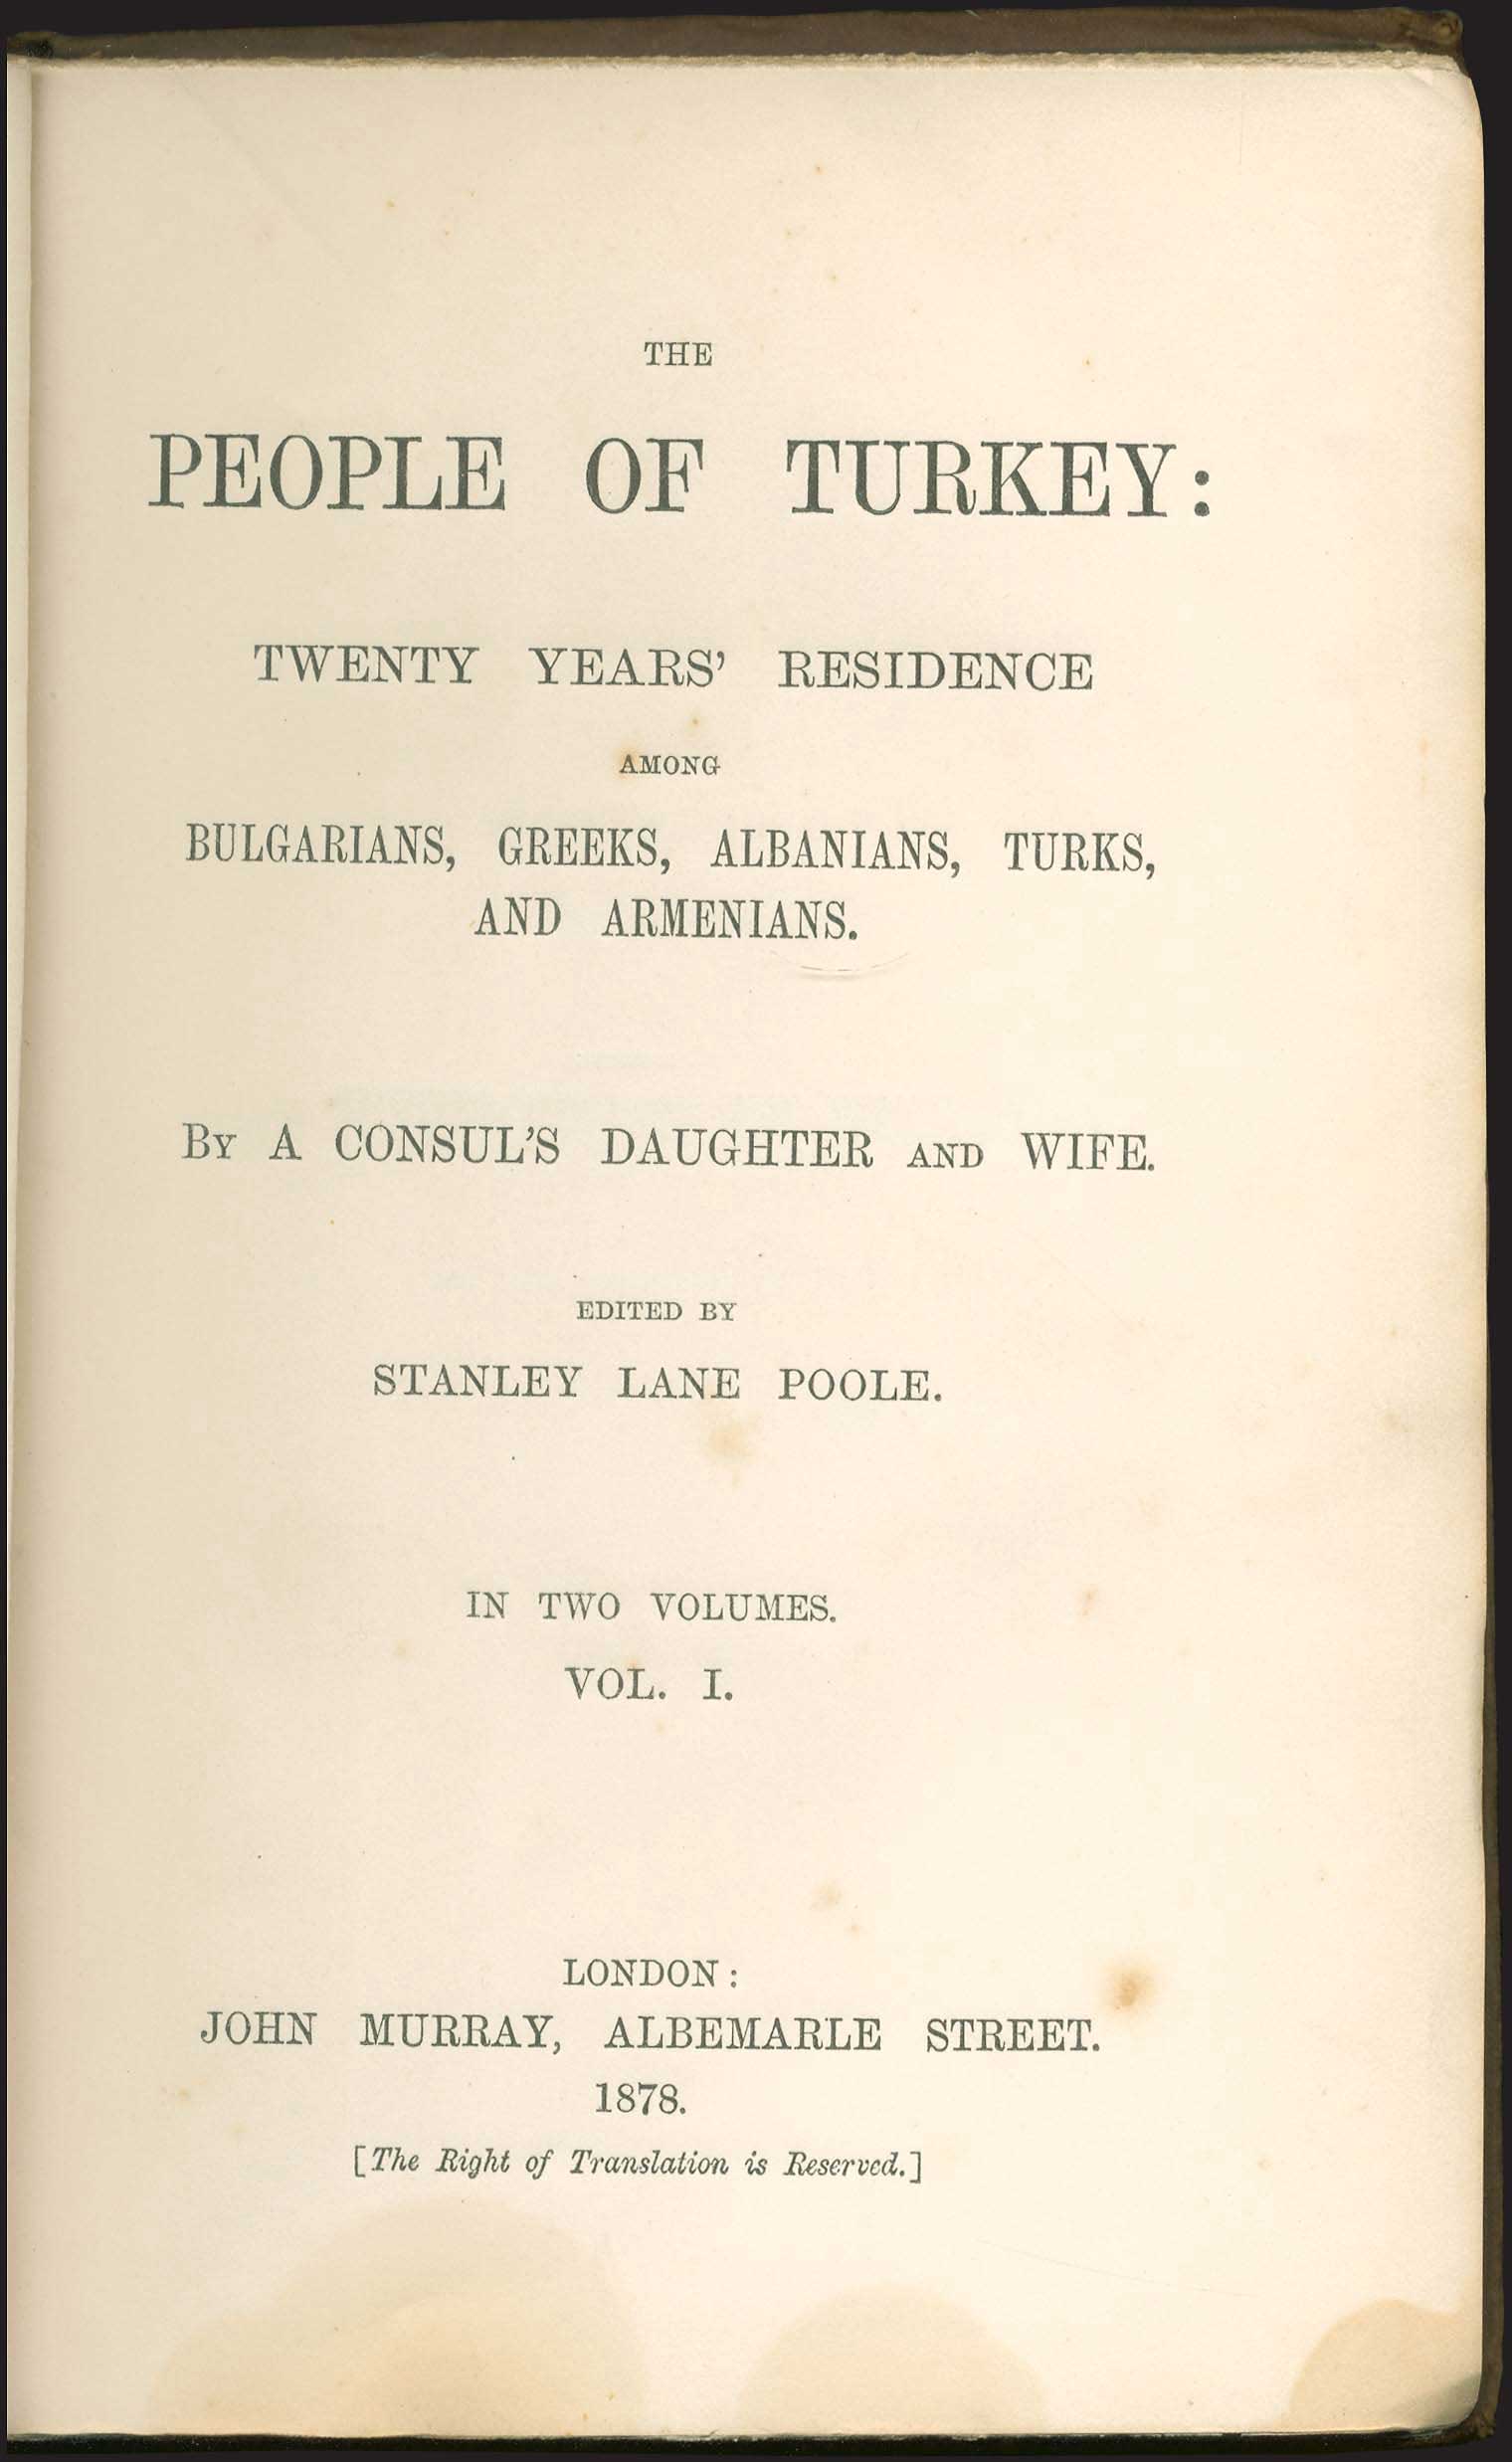 THE
PEOPLE OF TURKEY:
TWENTY YEARS' RESIDENCE
AMONG
BULGARIANS, GREEKS, ALBANIANS, TURKS,
AND ARMENIANS.
BY A CONSUL'S DAUGHTER AND WIFE.
EDITED BY
STANLEY LANE POOLE.
IN TWO VOLUMES.
VOL. I.
LONDON:
JOHN MURRAY, ALBEMARLE STREET.
1878.
[The Right of Translation is Reserved.]